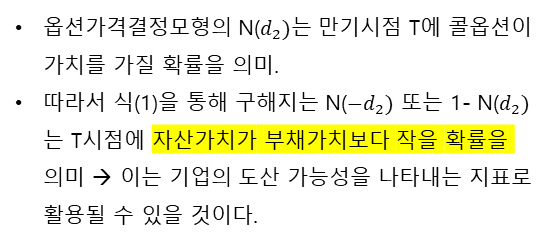 • 옵션가격결정모형의 N(𝑑₂)는 만기시점 T에 콜옵션이
가치를 가질 확률을 의미.
• 따라서 식(1)을 통해 구해지는 N(−𝑑₂) 또는 1- N(𝑑₂)
는 T시점에 자산가치가 부채가치보다 작을 확률을
의미 → 이는 기업의 도산 가능성을 나타내는 지표로
활용될 수 있을 것이다.